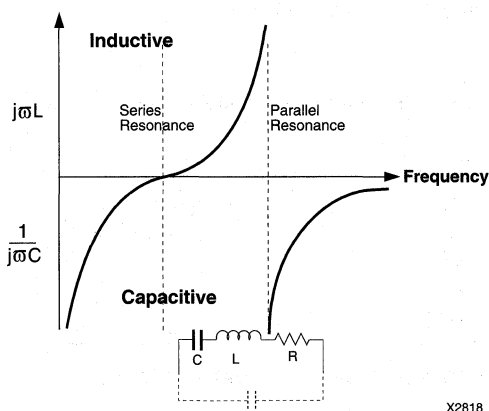 Inductive
jϖL
Series
Resonance
Parallel
Resonance
Frequency
1
jϖC
Capacitive
C
L
R
X2818